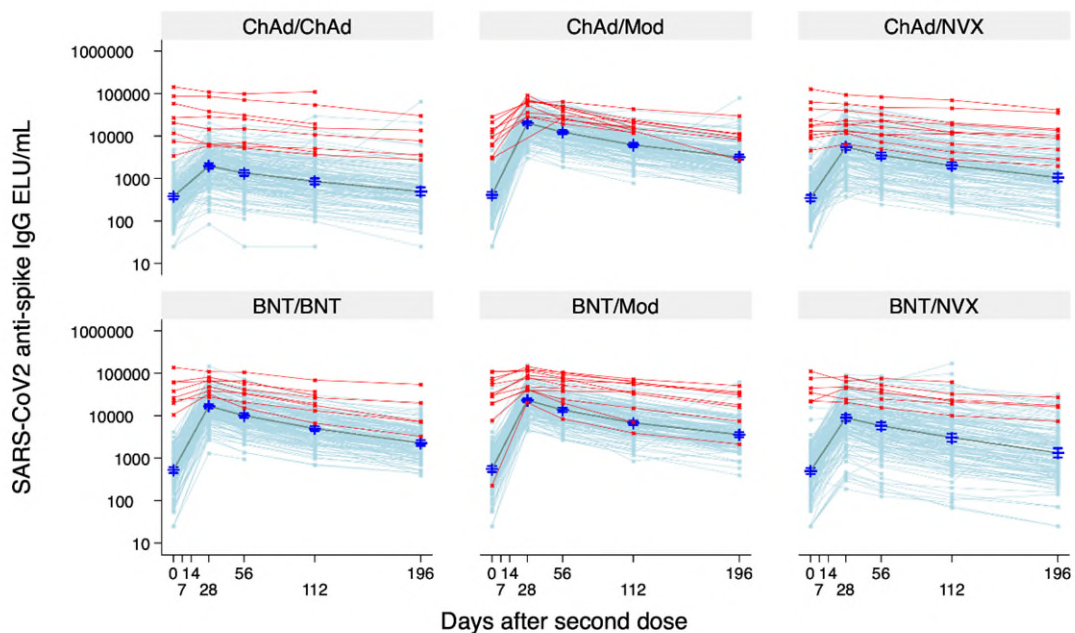 SARS-CoV2 anti-spike IgG ELU/mL
ChAd/ChAd
ChAd/Mod
ChAd/NVX
1000000
100000
10000
1000
100
10
BNT/BNT
BNT/Mod
BNT/NVX
1000000
100000
10000
1000
100
10
0 14 56 196
7 28 112
0 14 56 196
7 28 112
0 14 56 196
7 28 112
Days after second dose